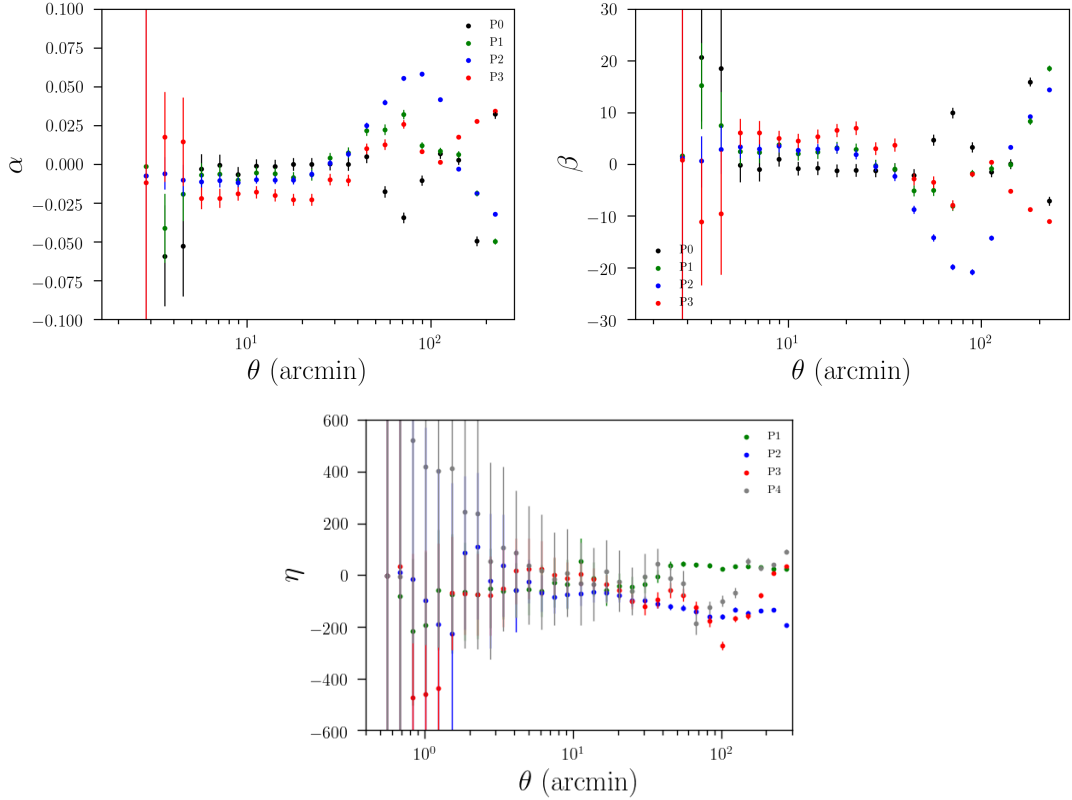 0.100
0.075
0.050
0.025
0.000
−0.025
−0.050
−0.075
−0.100
α
P0
P1
P2
P3
10¹
10²
θ (arcmin)
30
20
10
0
−10
−20
−30
β
P0
P1
P2
P3
10¹
10²
θ (arcmin)
600
400
200
0
−200
−400
−600
η
P1
P2
P3
P4
10⁰
10¹
10²
θ (arcmin)